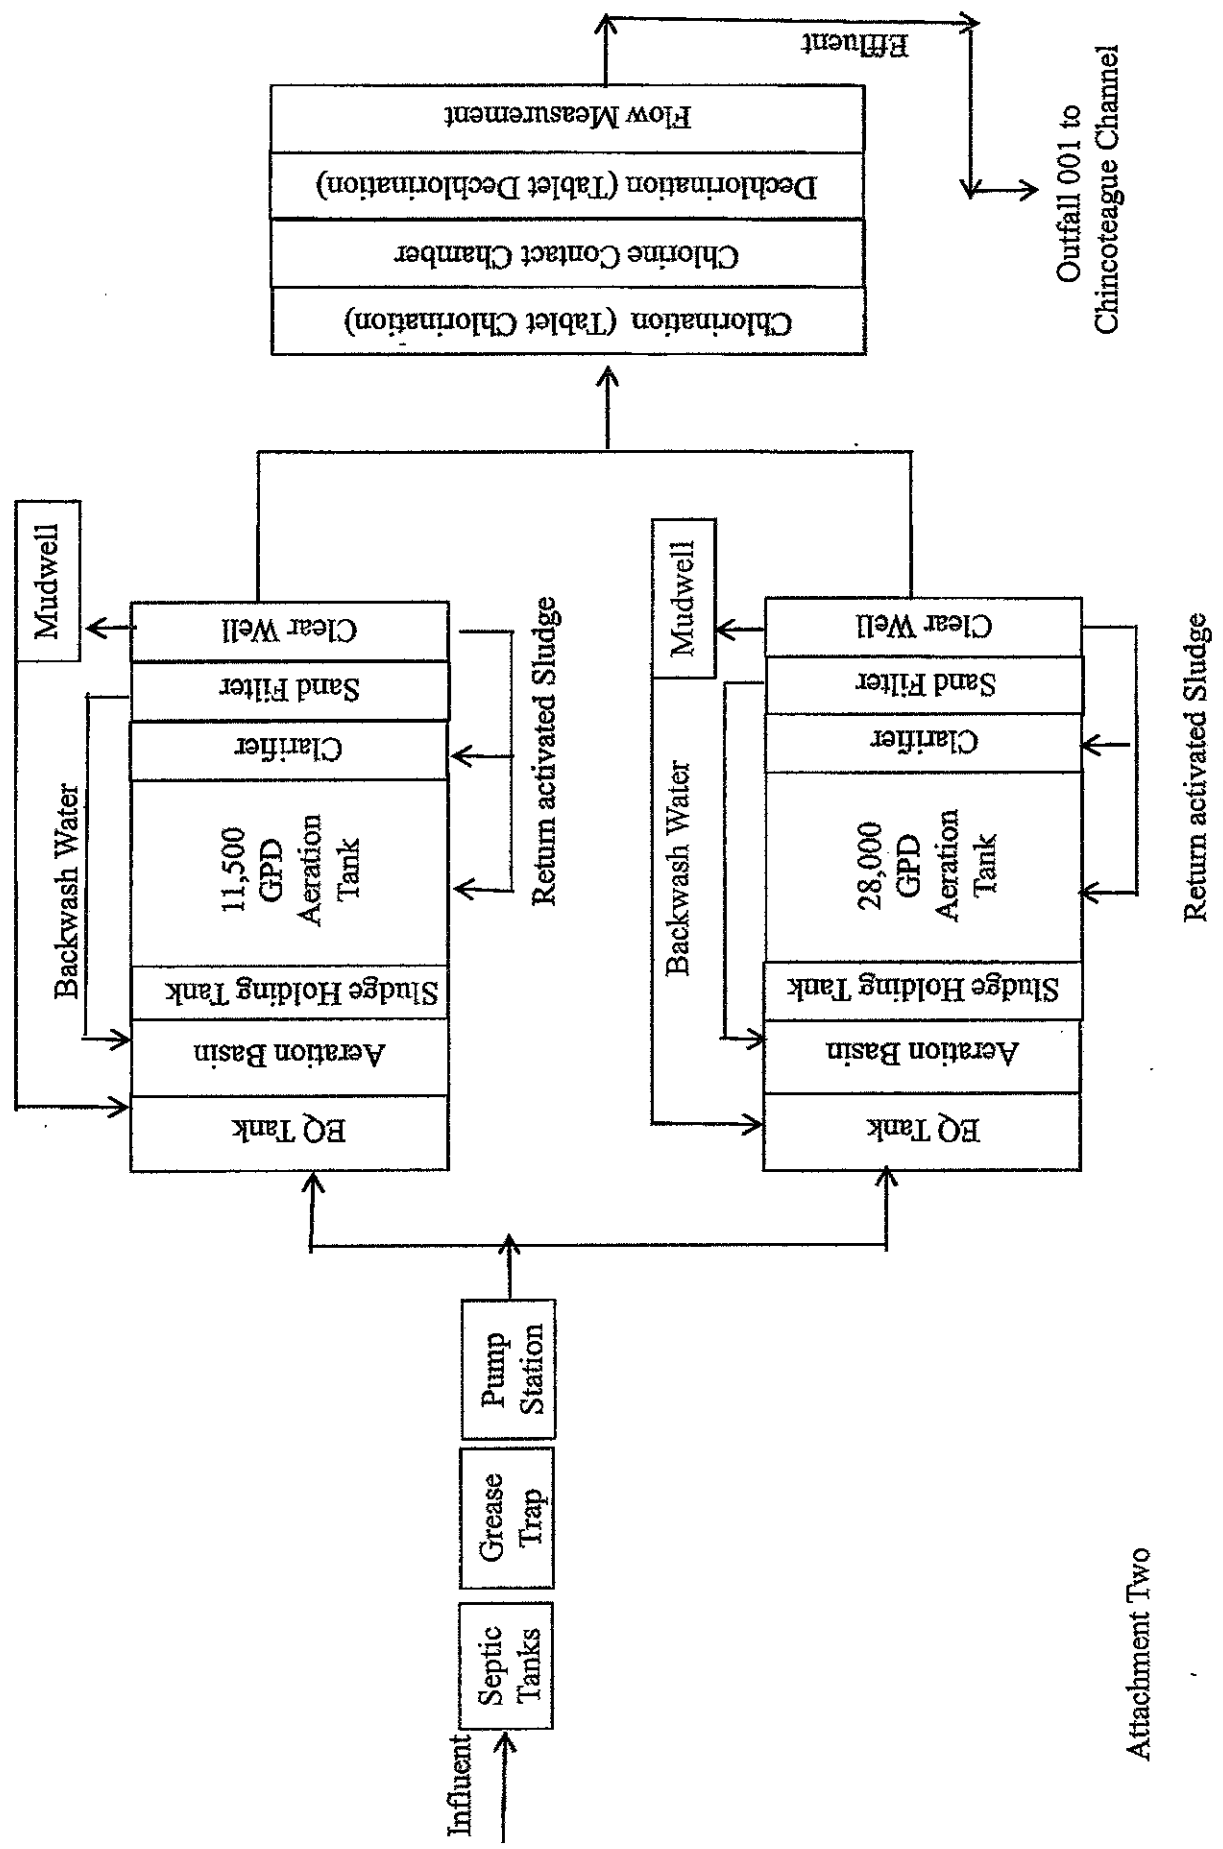 Influent
Septic
Tanks
Grease
Trap
Pump
Station
EQ Tank
Aeration Basin
Sludge Holding Tank
11,500
GPD
Aeration
Tank
Clarifier
Sand Filter
Clear Well
Mudwell
Backwash Water
Return activated Sludge
EQ Tank
Aeration Basin
Sludge Holding Tank
28,000
GPD
Aeration
Tank
Clarifier
Sand Filter
Clear Well
Mudwell
Backwash Water
Return activated Sludge
Chlorination (Tablet Chlorination)
Chlorine Contact Chamber
Dechlorination (Tablet Dechlorination)
Flow Measurement
Effluent
Outfall 001 to
Chincoteague Channel
Attachment Two